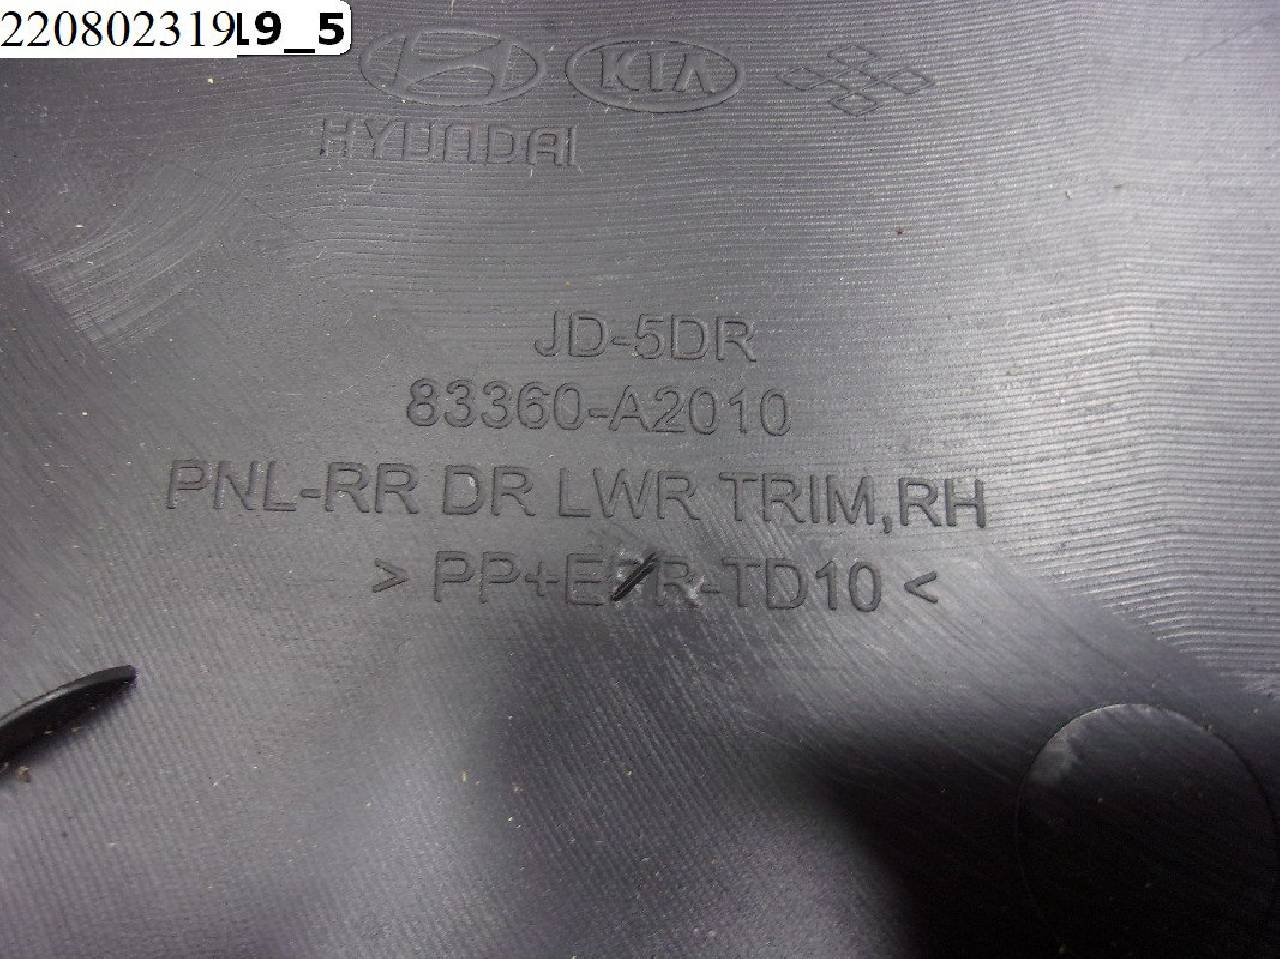 220802319L9_5
KIA
HYUNDAI
JD-5DR
83360-A2010
PNL-RR DR LWR TRIM,RH
> PP+EPR-TD10 <